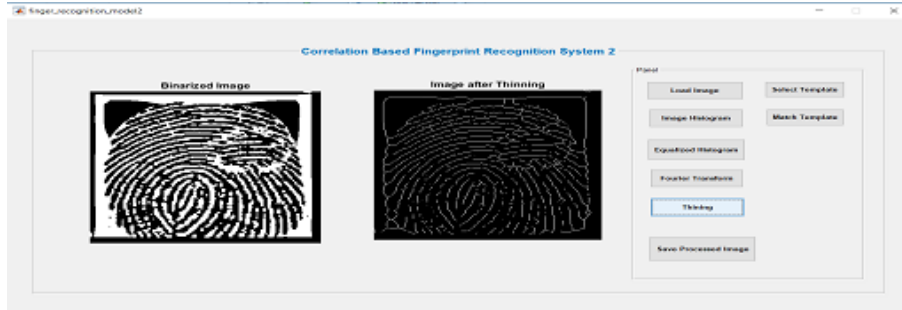 finger_recognition_model2
Correlation Based Fingerprint Recognition System 2
Binarized Image
Image after Thinning
Panel
Load Image
Select Template
Image Histogram
Match Template
Equalized Histogram
Fourier Transform
Thining
Save Processed Image